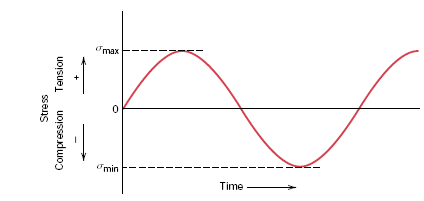 σmax
Stress
Tension
+
0
Compression
–
σmin
Time